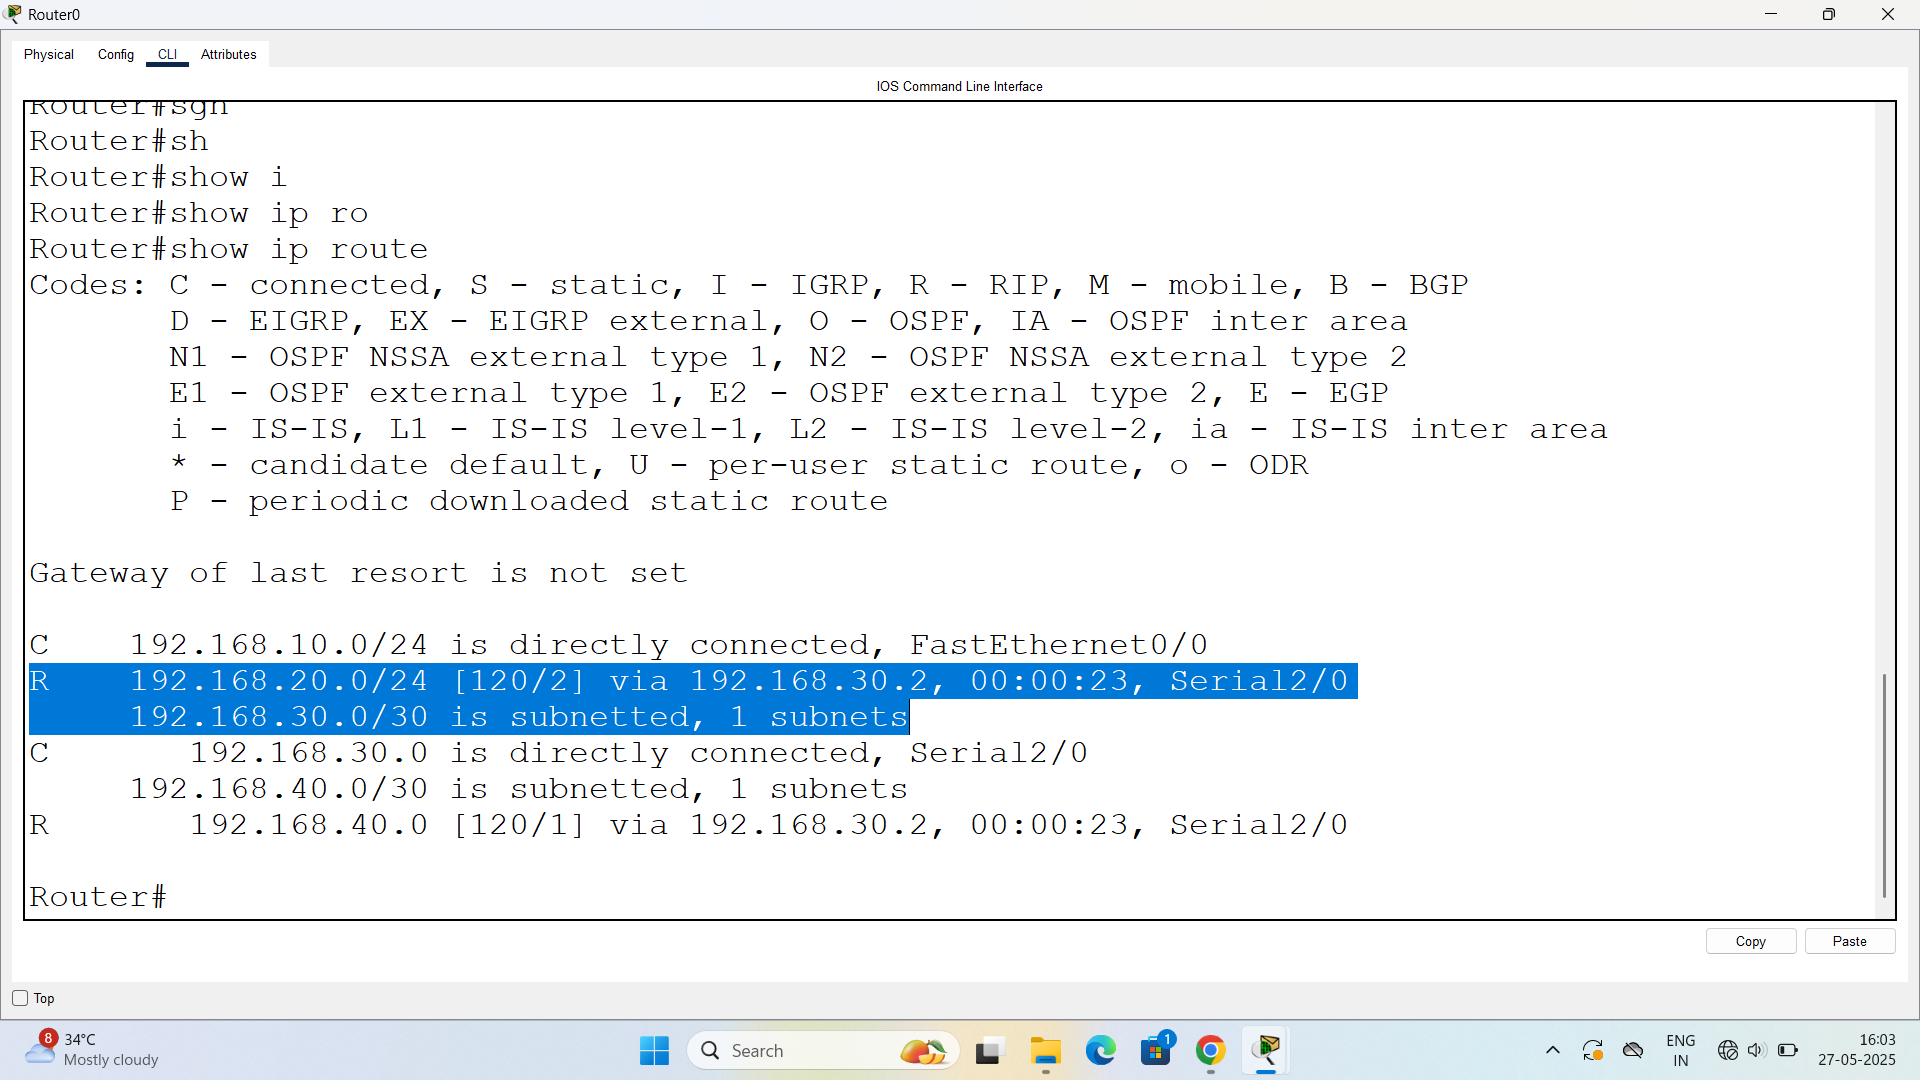 Router0
Physical Config CLI Attributes
IOS Command Line Interface
Router#sgh
Router#sh
Router#show i
Router#show ip ro
Router#show ip route
Codes: C - connected, S - static, I - IGRP, R - RIP, M - mobile, B - BGP
D - EIGRP, EX - EIGRP external, O - OSPF, IA - OSPF inter area
N1 - OSPF NSSA external type 1, N2 - OSPF NSSA external type 2
E1 - OSPF external type 1, E2 - OSPF external type 2, E - EGP
i - IS-IS, L1 - IS-IS level-1, L2 - IS-IS level-2, ia - IS-IS inter area
* - candidate default, U - per-user static route, o - ODR
P - periodic downloaded static route
Gateway of last resort is not set
C 192.168.10.0/24 is directly connected, FastEthernet0/0
R 192.168.20.0/24 [120/2] via 192.168.30.2, 00:00:23, Serial2/0
192.168.30.0/30 is subnetted, 1 subnets
C 192.168.30.0 is directly connected, Serial2/0
192.168.40.0/30 is subnetted, 1 subnets
R 192.168.40.0 [120/1] via 192.168.30.2, 00:00:23, Serial2/0
Router#
Copy Paste
Top
8 34°C
Mostly cloudy
Search
1
ENG
IN
16:03
27-05-2025